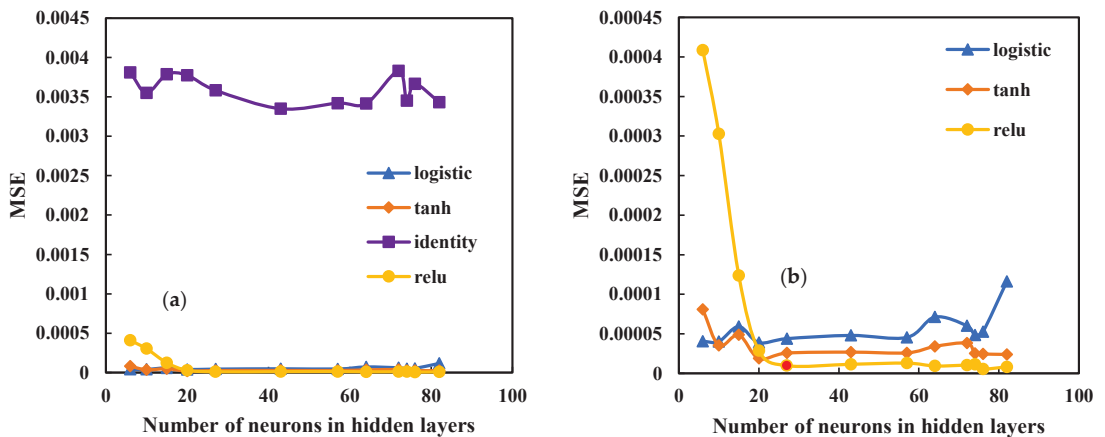 0.0045
0.004
0.0035
0.003
0.0025
0.002
0.0015
0.001
0.0005
0
MSE
logistic
tanh
identity
relu
(a)
0 20 40 60 80 100
Number of neurons in hidden layers
0.00045
0.0004
0.00035
0.0003
0.00025
0.0002
0.00015
0.0001
0.00005
0
MSE
logistic
tanh
relu
(b)
0 20 40 60 80 100
Number of neurons in hidden layers